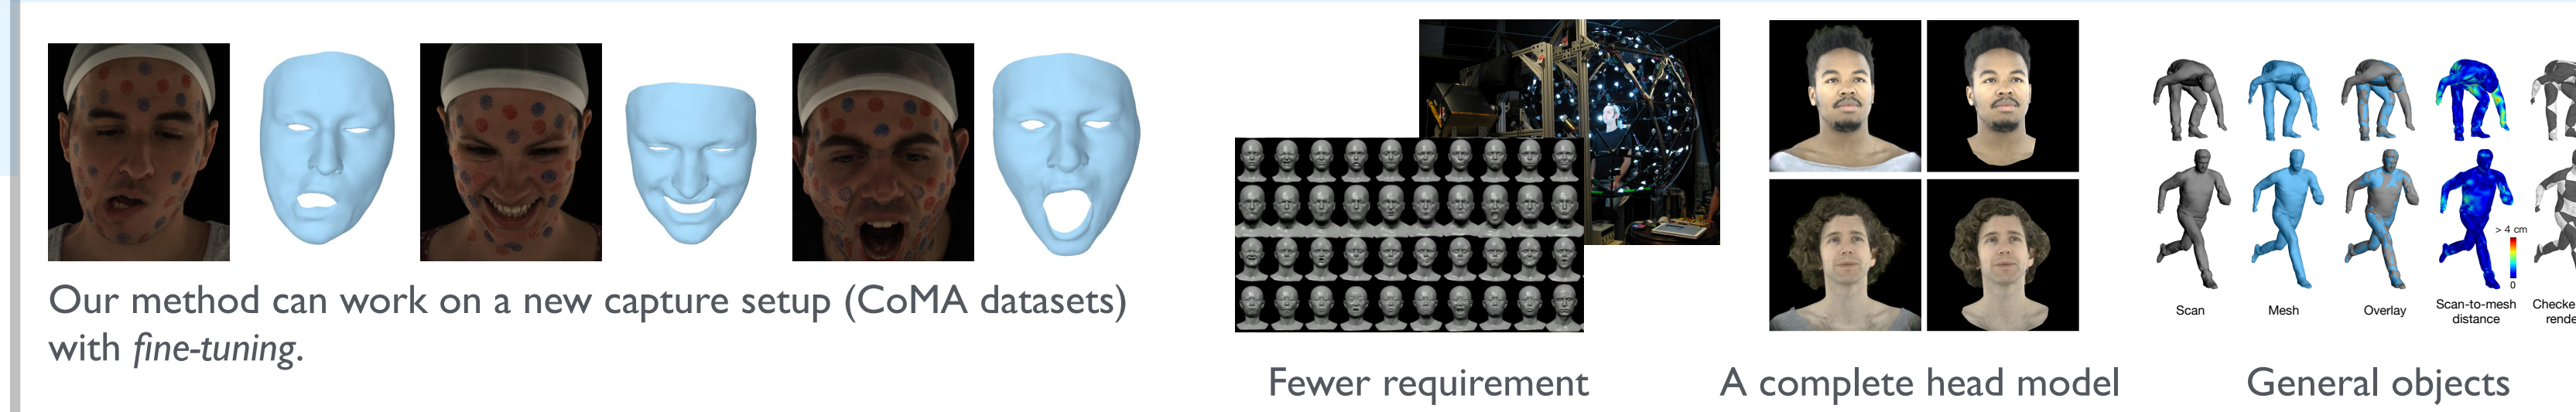 Our method can work on a new capture setup (CoMA datasets)
with fine-tuning.
Fewer requirement
A complete head model
> 4 cm
0
Scan
Mesh
Overlay
Scan-to-mesh
distance
General objects